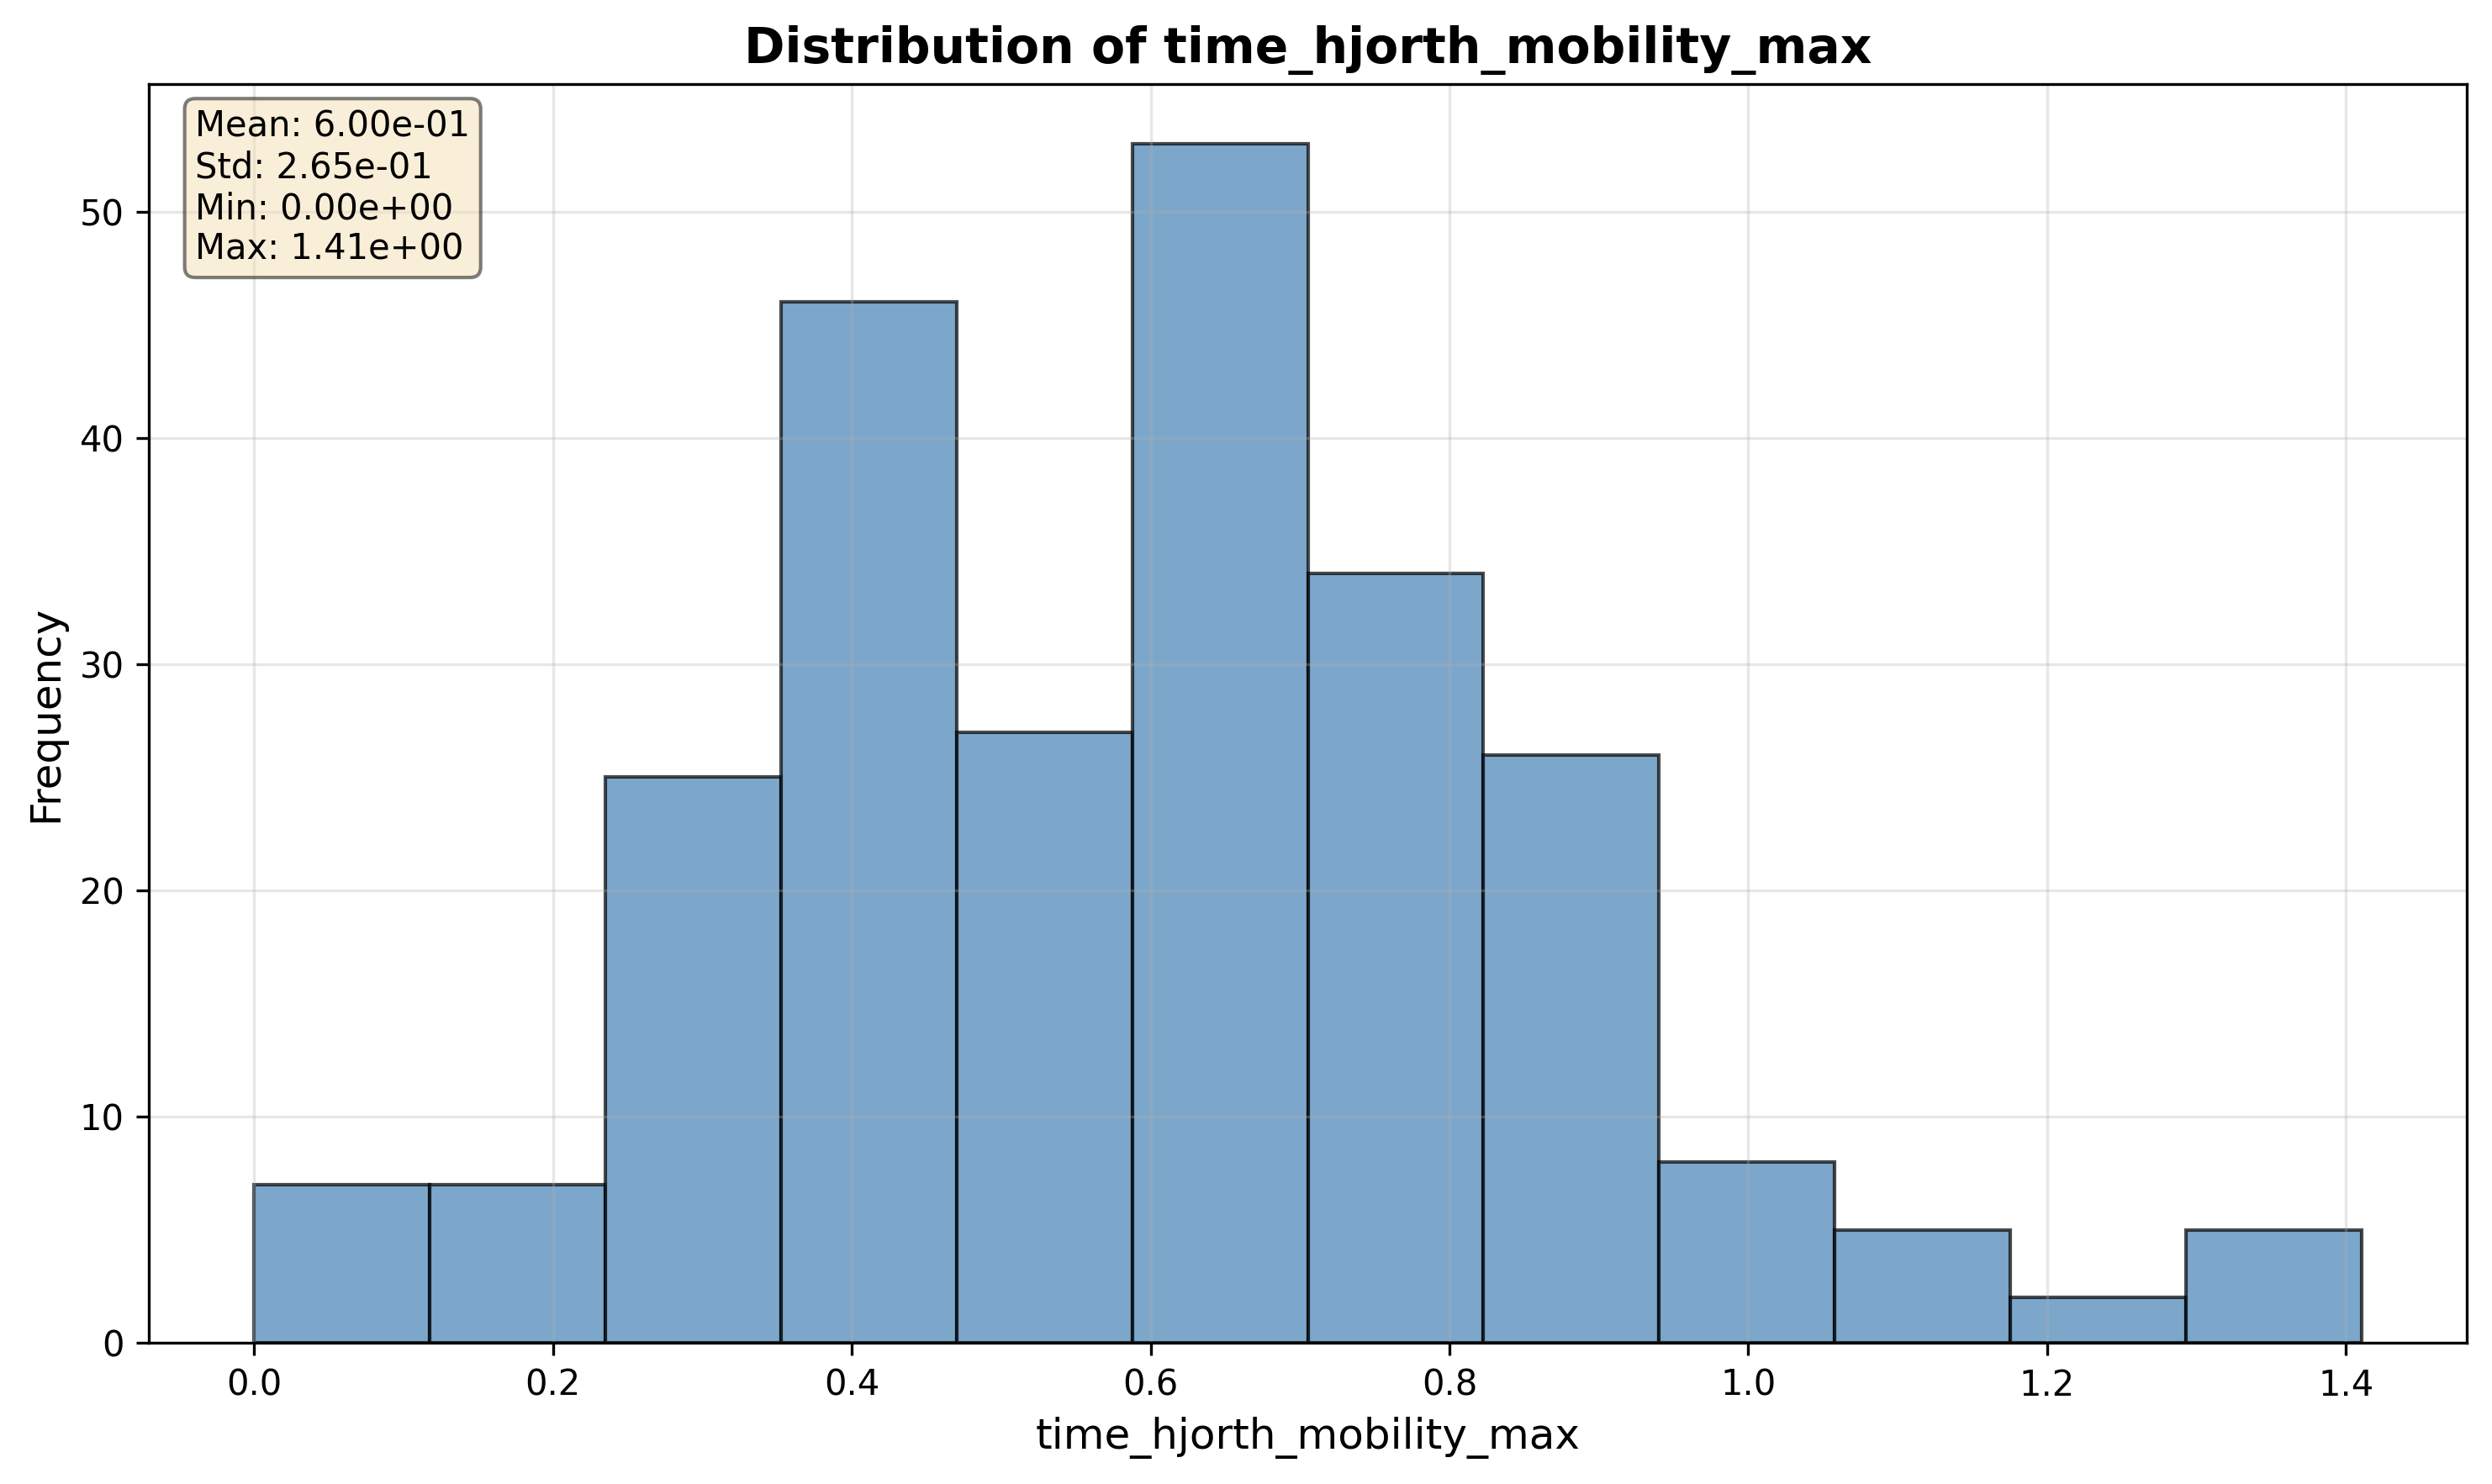 Distribution of time_hjorth_mobility_max
Mean: 6.00e-01
Std: 2.65e-01
Min: 0.00e+00
Max: 1.41e+00
Frequency
50
40
30
20
10
0
0.0 0.2 0.4 0.6 0.8 1.0 1.2 1.4
time_hjorth_mobility_max